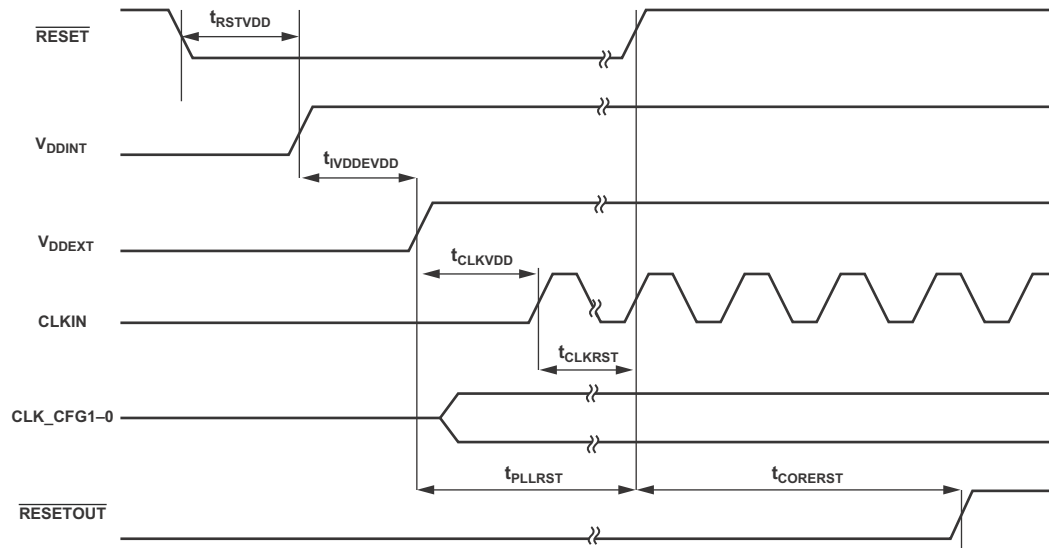 tRSTVDD
RESET
VDDINT
tIVDDEVDD
VDDEXT
tCLKVDD
CLKIN
tCLKRST
CLK_CFG1–0
tPLLRST
tCORERST
RESETOUT